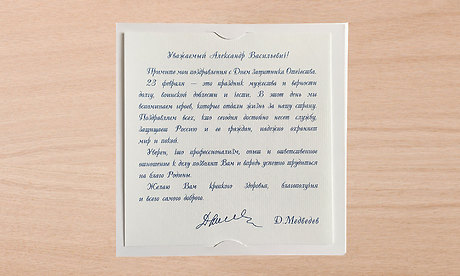 Уважаемый Александр Васильевич!
Примите мои поздравления с Днем защитника Отечества.
23 февраля – это праздник мужества и верности
долгу, воинской доблести и чести. В этот день мы
вспоминаем героев, которые отдали жизнь за нашу страну.
Поздравляем всех, кто сегодня достойно несет службу,
защищает Россию и ее граждан, надежно охраняет
мир и покой.
Уверен, что профессионализм, опыт и ответственное
отношение к делу позволят Вам и впредь успешно трудиться
на благо Родины.
Желаю Вам крепкого здоровья, благополучия
и всего самого доброго.
Д.Медведев